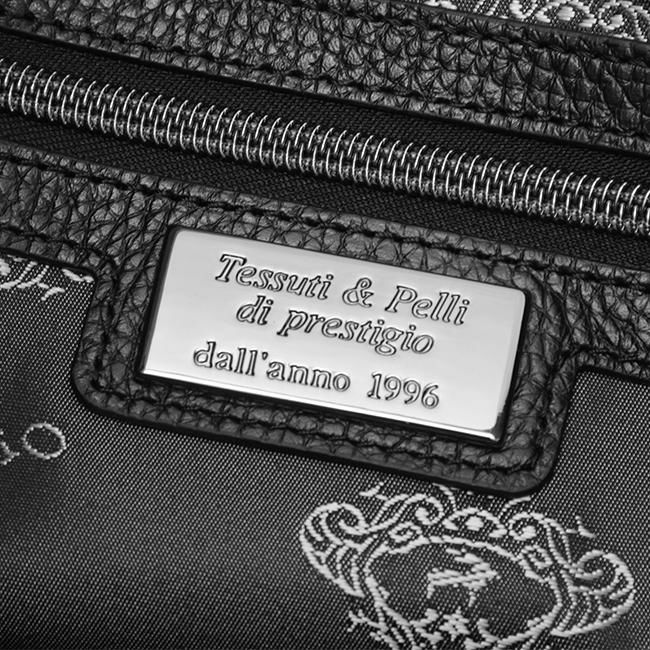 Tessuti & Pelli
di prestigio
dall'anno 1996